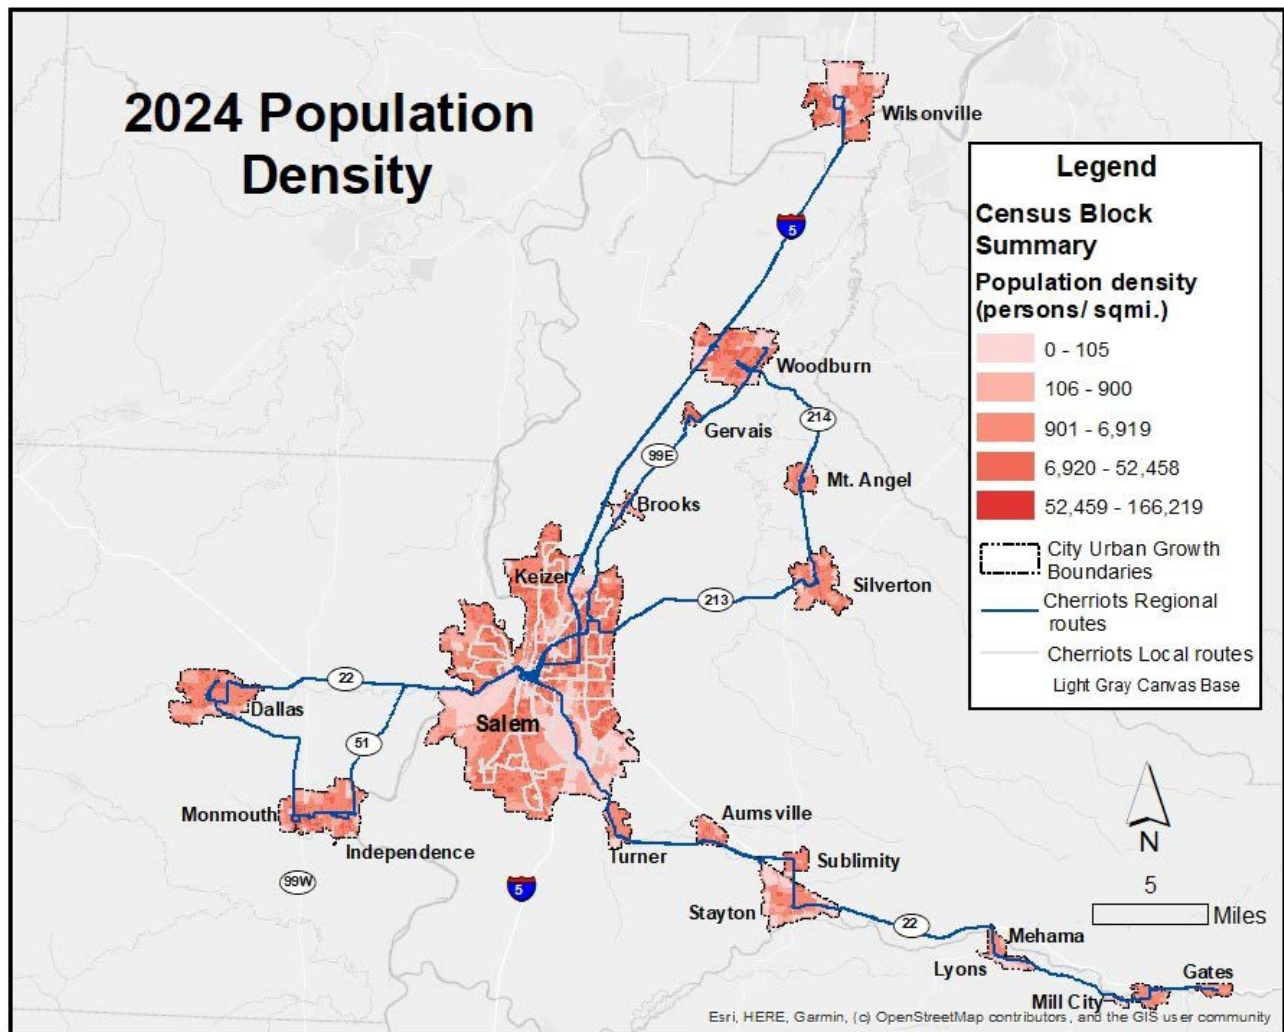 2024 Population
Density
Wilsonville
5
Woodburn
Gervais
214
99E
Mt. Angel
Brooks
Keizer
Silverton
213
22
Dallas
Salem
51
Monmouth
Independence
99W
5
Turner
Aumsville
Sublimity
Stayton
22
Mehama
Lyons
Mill City
Gates
Legend
Census Block
Summary
Population density
(persons/ sqmi.)
0 - 105
106 - 900
901 - 6,919
6,920 - 52,458
52,459 - 166,219
City Urban Growth
Boundaries
Cherriots Regional
routes
Cherriots Local routes
Light Gray Canvas Base
N
5
Miles
Esri, HERE, Garmin, (c) OpenStreetMap contributors, and the GIS user community